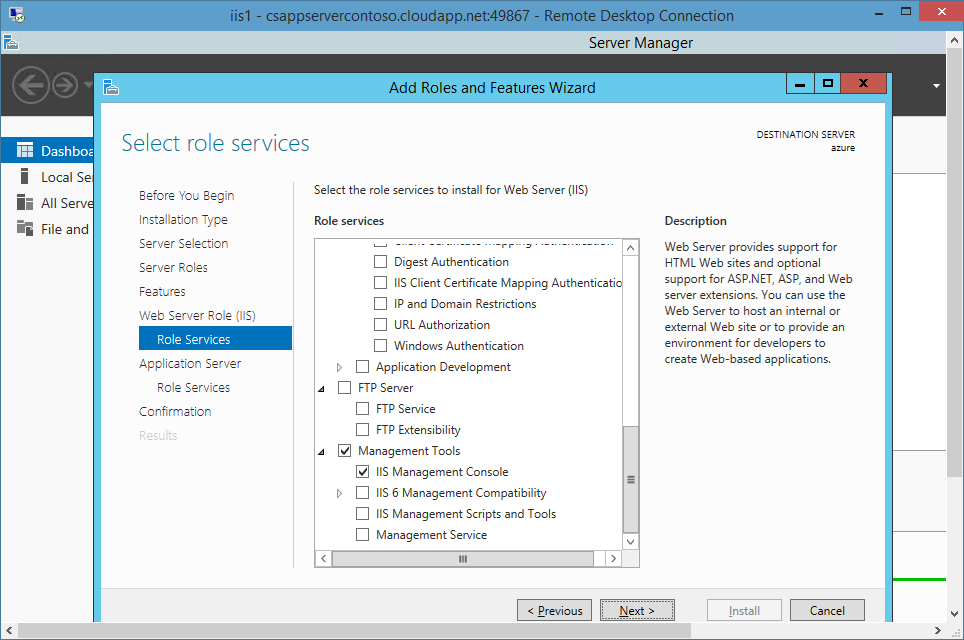 iis1 - csappservercontoso.cloudapp.net:49867 - Remote Desktop Connection
Server Manager
Add Roles and Features Wizard
Select role services
DESTINATION SERVER
azure
Dashboa
Local Ser
All Serve
File and
Before You Begin
Installation Type
Server Selection
Server Roles
Features
Web Server Role (IIS)
Role Services
Application Server
Role Services
Confirmation
Results
Select the role services to install for Web Server (IIS)
Role services
Client Certificate Mapping Authentication
Digest Authentication
IIS Client Certificate Mapping Authenticatio
IP and Domain Restrictions
URL Authorization
Windows Authentication
Application Development
FTP Server
FTP Service
FTP Extensibility
Management Tools
IIS Management Console
IIS 6 Management Compatibility
IIS Management Scripts and Tools
Management Service
Description
Web Server provides support for
HTML Web sites and optional
support for ASP.NET, ASP, and Web
server extensions. You can use the
Web Server to host an internal or
external Web site or to provide an
environment for developers to
create Web-based applications.
< Previous
Next >
Install
Cancel